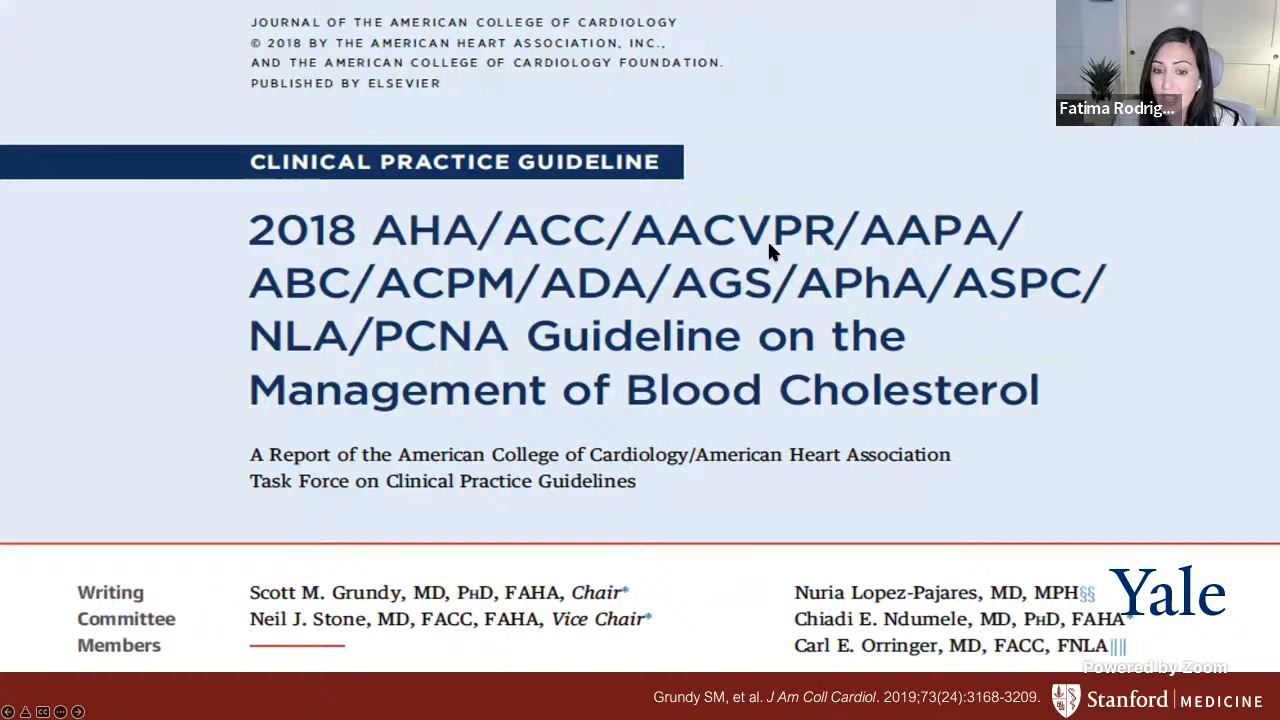 JOURNAL OF THE AMERICAN COLLEGE OF CARDIOLOGY
© 2018 BY THE AMERICAN HEART ASSOCIATION, INC.,
AND THE AMERICAN COLLEGE OF CARDIOLOGY FOUNDATION.
PUBLISHED BY ELSEVIER
Fatima Rodrig...
CLINICAL PRACTICE GUIDELINE
2018 AHA/ACC/AACVPR/AAPA/
ABC/ACPM/ADA/AGS/APhA/ASPC/
NLA/PCNA Guideline on the
Management of Blood Cholesterol
A Report of the American College of Cardiology/American Heart Association
Task Force on Clinical Practice Guidelines
Writing
Committee
Members
Scott M. Grundy, MD, PHD, FAHA, Chair*
Neil J. Stone, MD, FACC, FAHA, Vice Chair*
Nuria Lopez-Pajares, MD, MPH§§
Chiadi E. Ndumele, MD, PHD, FAHA*
Carl E. Orringer, MD, FACC, FNLA||||
Yale
Powered by Zoom
Grundy SM, et al. J Am Coll Cardiol. 2019;73(24):3168-3209.
Stanford MEDICINE
CC